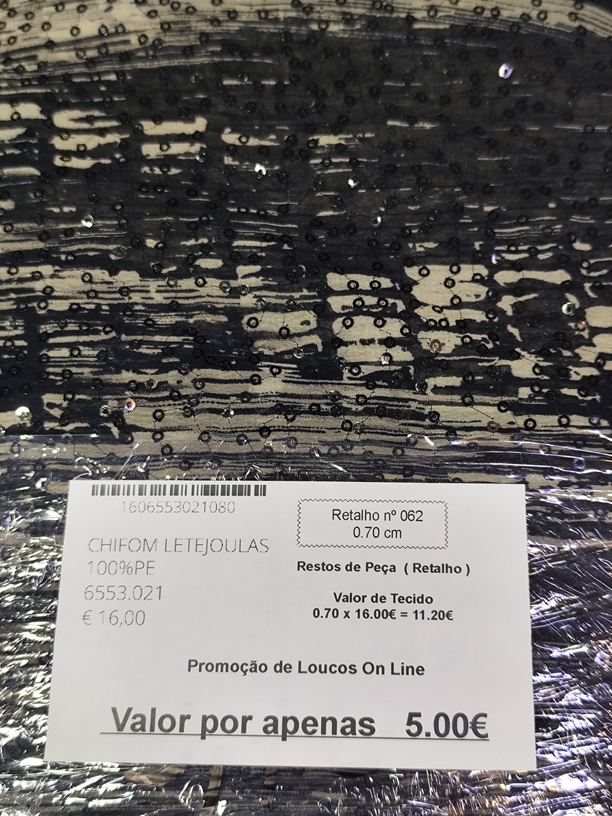 1606553021080
CHIFOM LETEJOULAS
100%PE
6553.021
€ 16,00
Retalho nº 062
0.70 cm
Restos de Peça ( Retalho )
Valor de Tecido
0.70 x 16.00€ = 11.20€
Promoção de Loucos On Line
Valor por apenas 5.00€